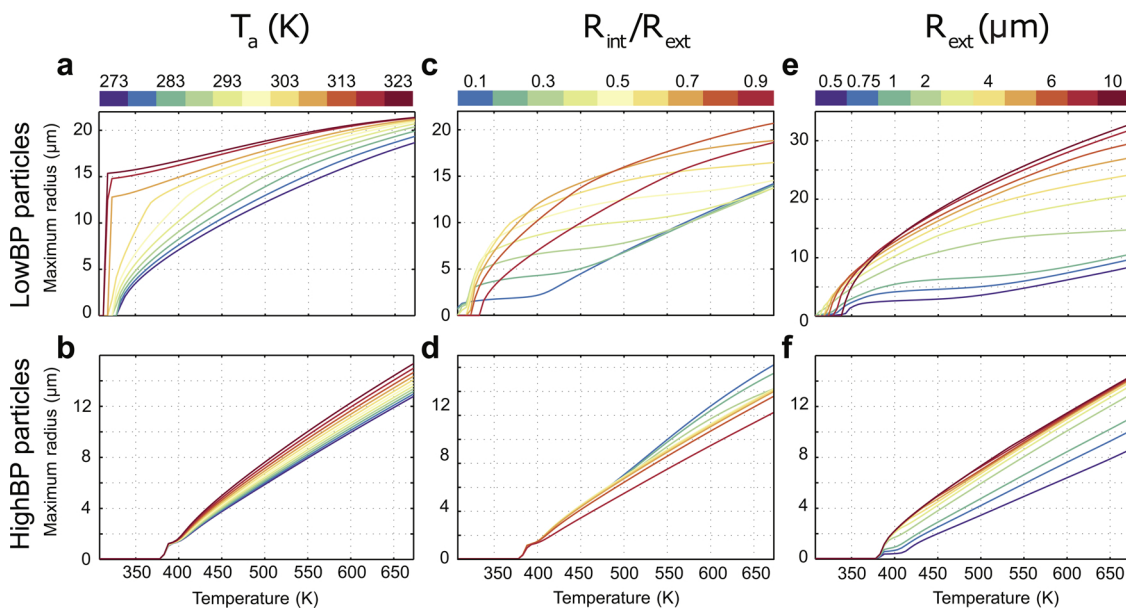 Tₐ (K)
R_int/R_ext
R_ext (µm)
a
273 283 293 303 313 323
c
0.1 0.3 0.5 0.7 0.9
e
0.5 0.75 1 2 4 6 10
LowBP particles
Maximum radius (µm)
20
15
10
5
0
20
15
10
5
0
30
20
10
0
b
d
f
HighBP particles
Maximum radius (µm)
12
8
4
0
16
12
8
4
0
12
8
4
0
350 400 450 500 550 600 650
350 400 450 500 550 600 650
350 400 450 500 550 600 650
Temperature (K)
Temperature (K)
Temperature (K)